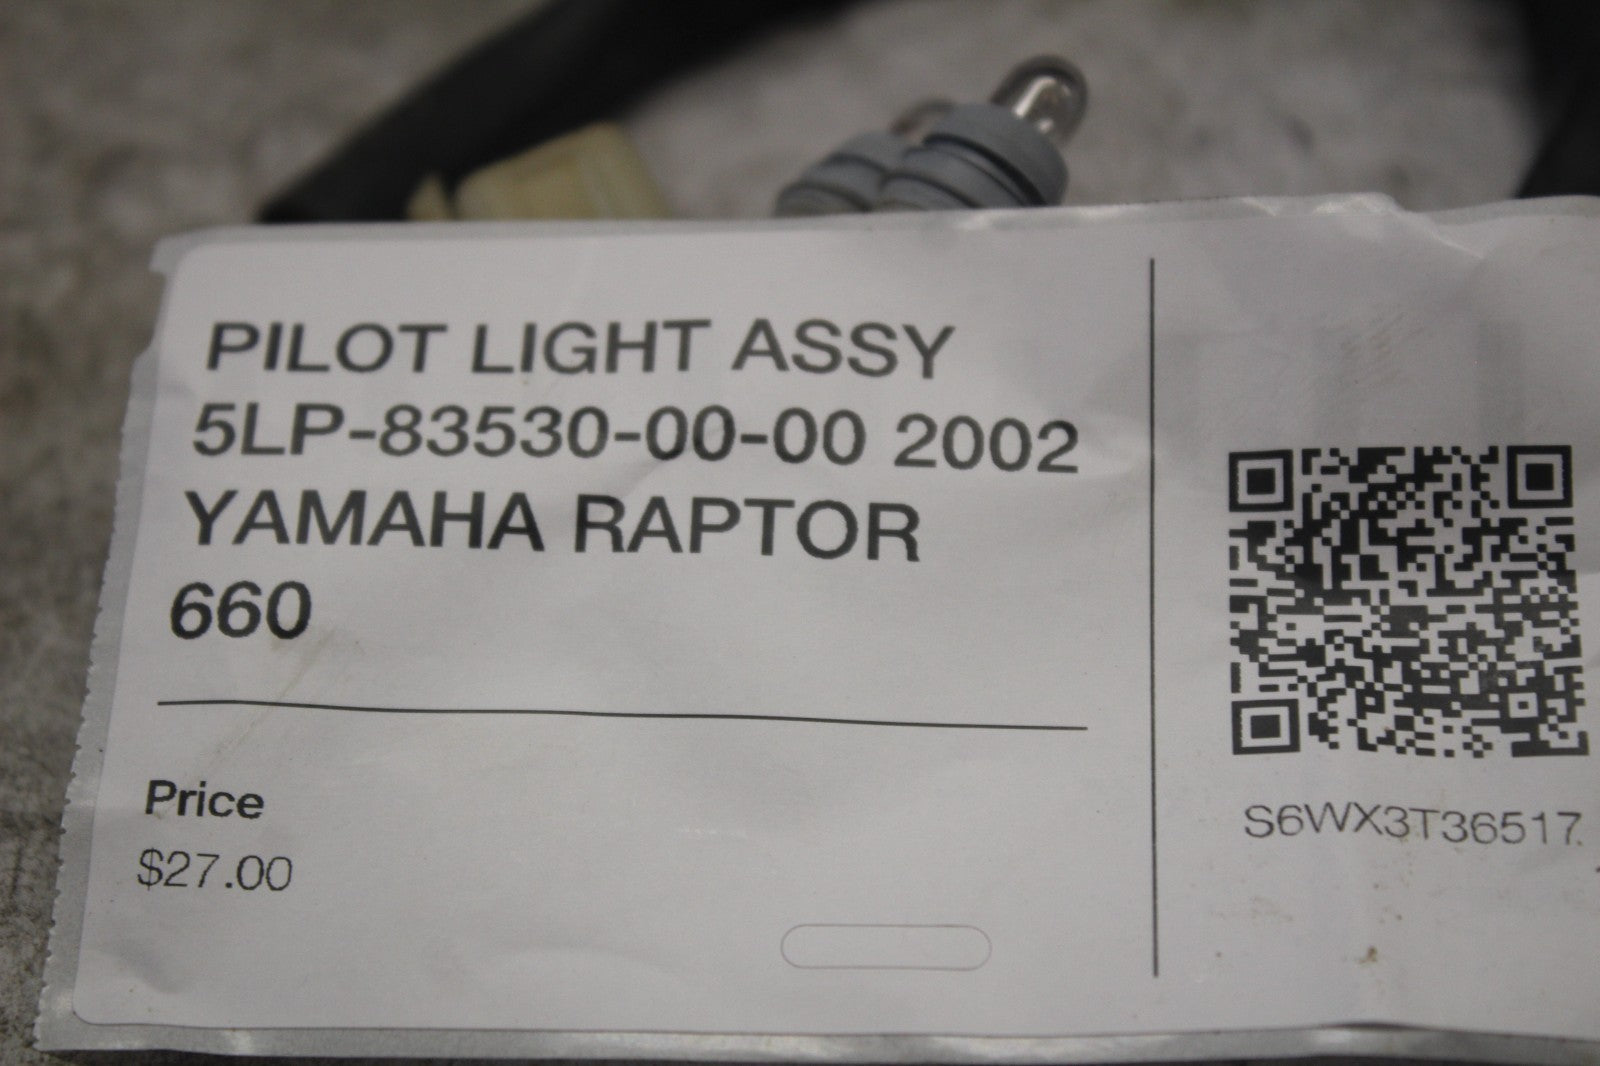 PILOT LIGHT ASSY
5LP-83530-00-00 2002
YAMAHA RAPTOR
660
Price
$27.00
S6WX3T36517.